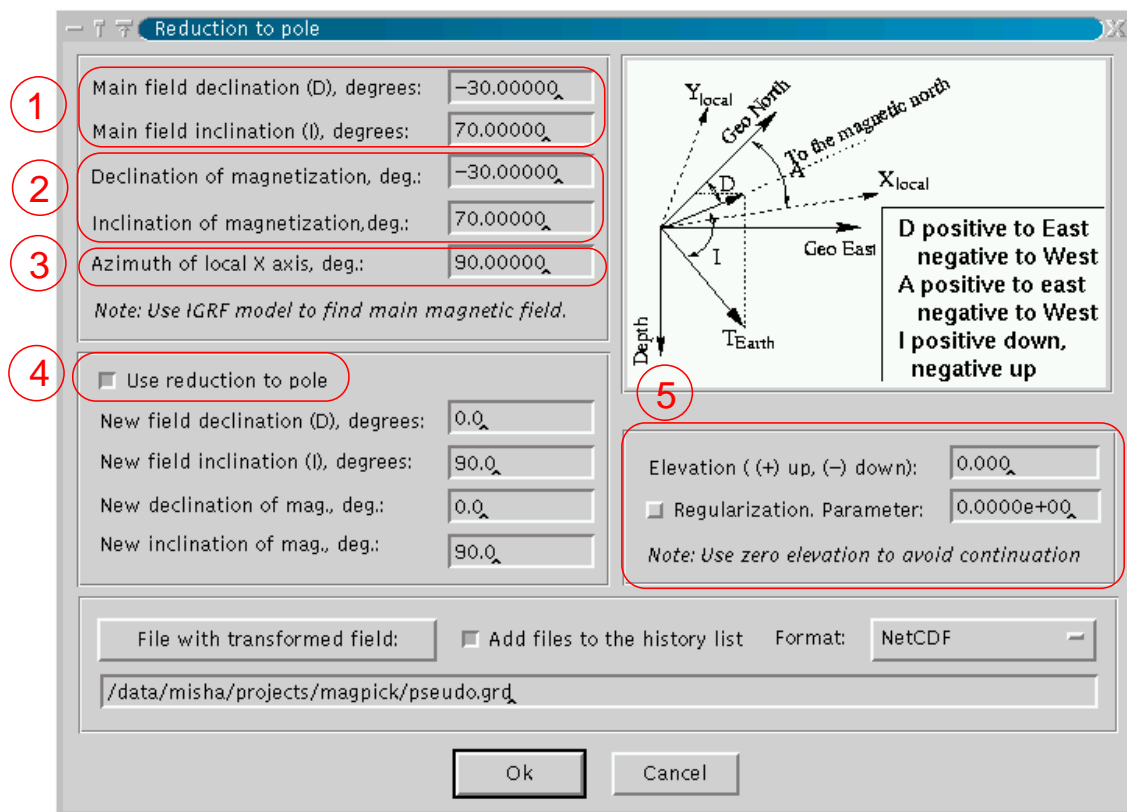 Reduction to pole
1
Main field declination (D), degrees: -30.00000
Main field inclination (I), degrees: 70.00000
2
Declination of magnetization, deg.: -30.00000
Inclination of magnetization,deg.: 70.00000
3
Azimuth of local X axis, deg.: 90.00000
Note: Use IGRF model to find main magnetic field.
Ylocal
Geo North
To the magnetic north
A
D
Xlocal
Geo East
I
TEarth
Depth
D positive to East
negative to West
A positive to east
negative to West
I positive down,
negative up
4
Use reduction to pole
New field declination (D), degrees: 0.0
New field inclination (I), degrees: 90.0
New declination of mag., deg.: 0.0
New inclination of mag., deg.: 90.0
5
Elevation ( (+) up, (-) down): 0.000
Regularization. Parameter: 0.0000e+00
Note: Use zero elevation to avoid continuation
File with transformed field: Add files to the history list Format: NetCDF
/data/misha/projects/magpick/pseudo.grd
Ok Cancel